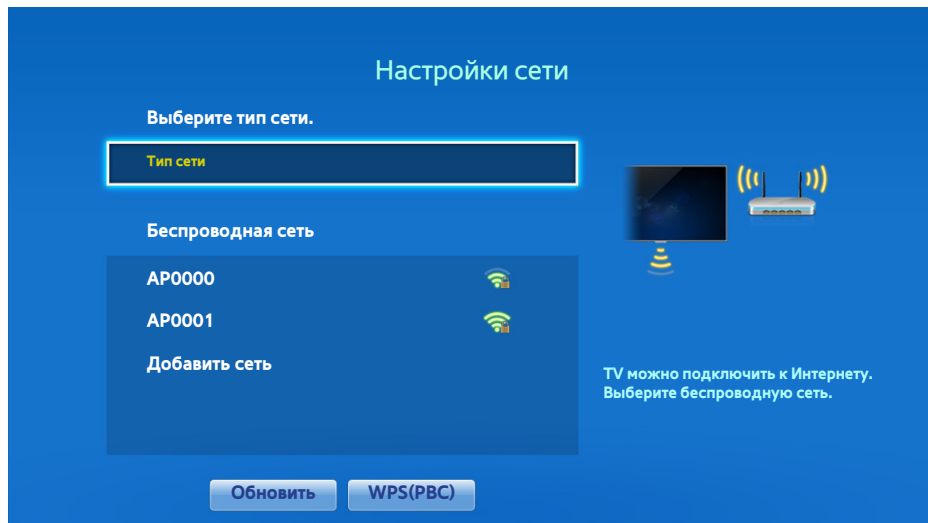 Настройки сети
Выберите тип сети.
Тип сети
Беспроводная сеть
AP0000
AP0001
Добавить сеть
TV можно подключить к Интернету.
Выберите беспроводную сеть.
Обновить
WPS(PBC)